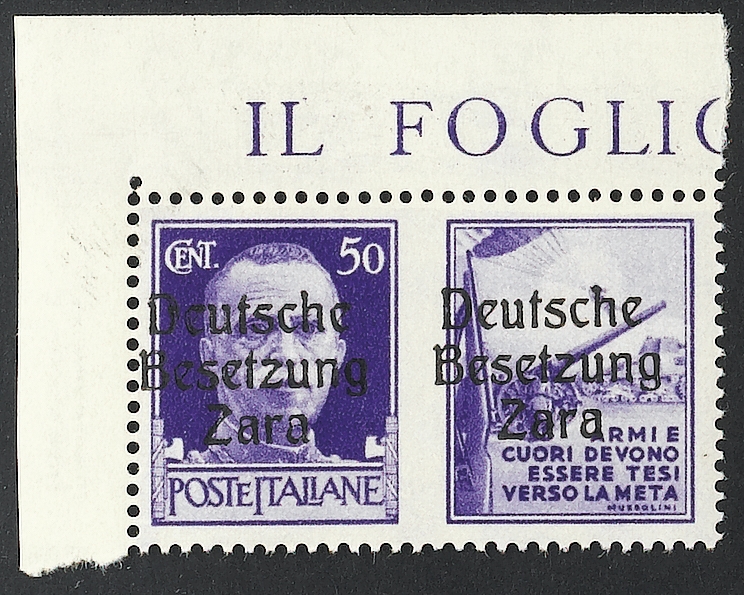 IL FOGLIO
CENT. 50
Deutsche
Besetzung
Zara
POSTE ITALIANE
Deutsche
Besetzung
Zara
ARMI E
CUORI DEVONO
ESSERE TESI
VERSO LA META
MUSSOLINI